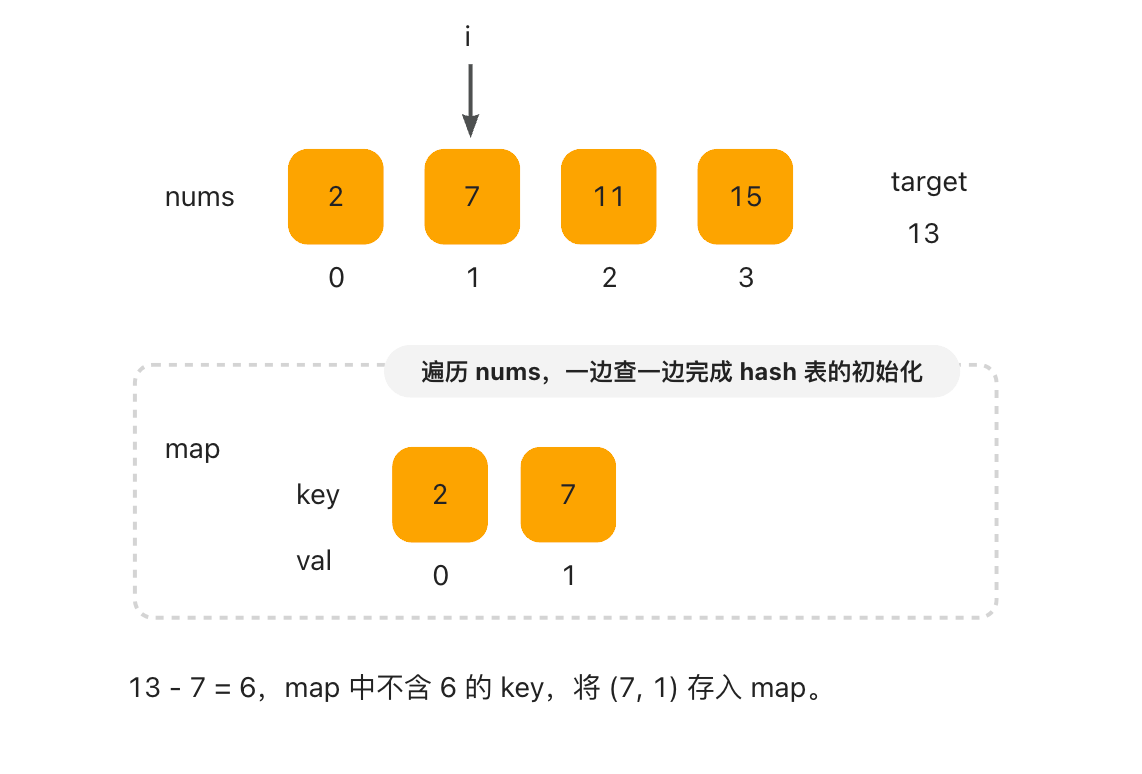 i
nums 2 7 11 15
target
13
0 1 2 3
遍历 nums，一边查一边完成 hash 表的初始化
map
key 2 7
val 0 1
13 - 7 = 6，map 中不含 6 的 key，将 (7, 1) 存入 map。